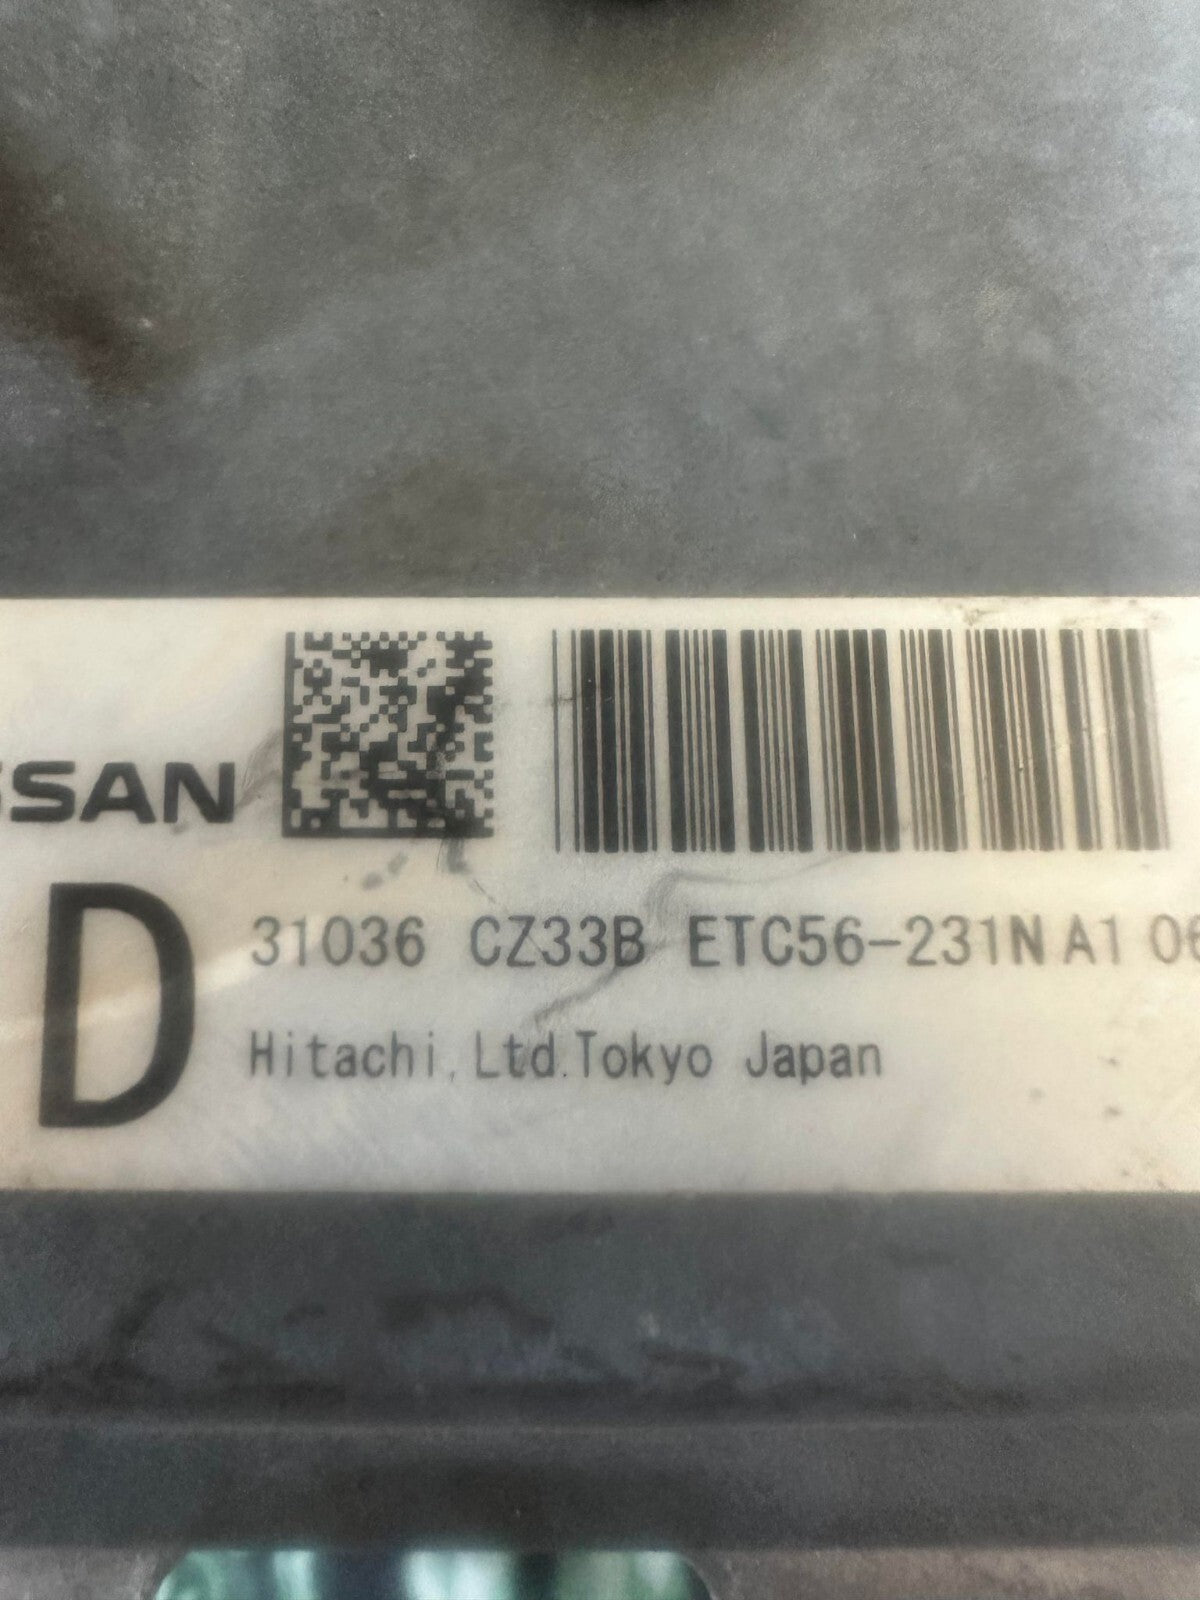 SSAN
D
31036 CZ33B ETC56-231N A1 06
Hitachi, Ltd. Tokyo Japan